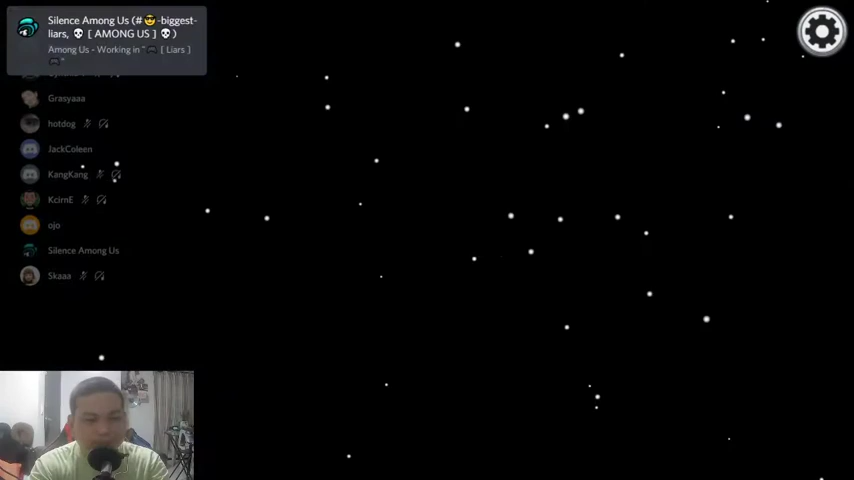 Silence Among Us (#😎-biggest-
liars, 💀 [ AMONG US ] 💀)
Among Us - Working in "🎮 [ Liars ]
🎮"
Grasyaaa
hotdog
JackColeen
KangKang
KcirnE
ojo
Silence Among Us
Skaaa